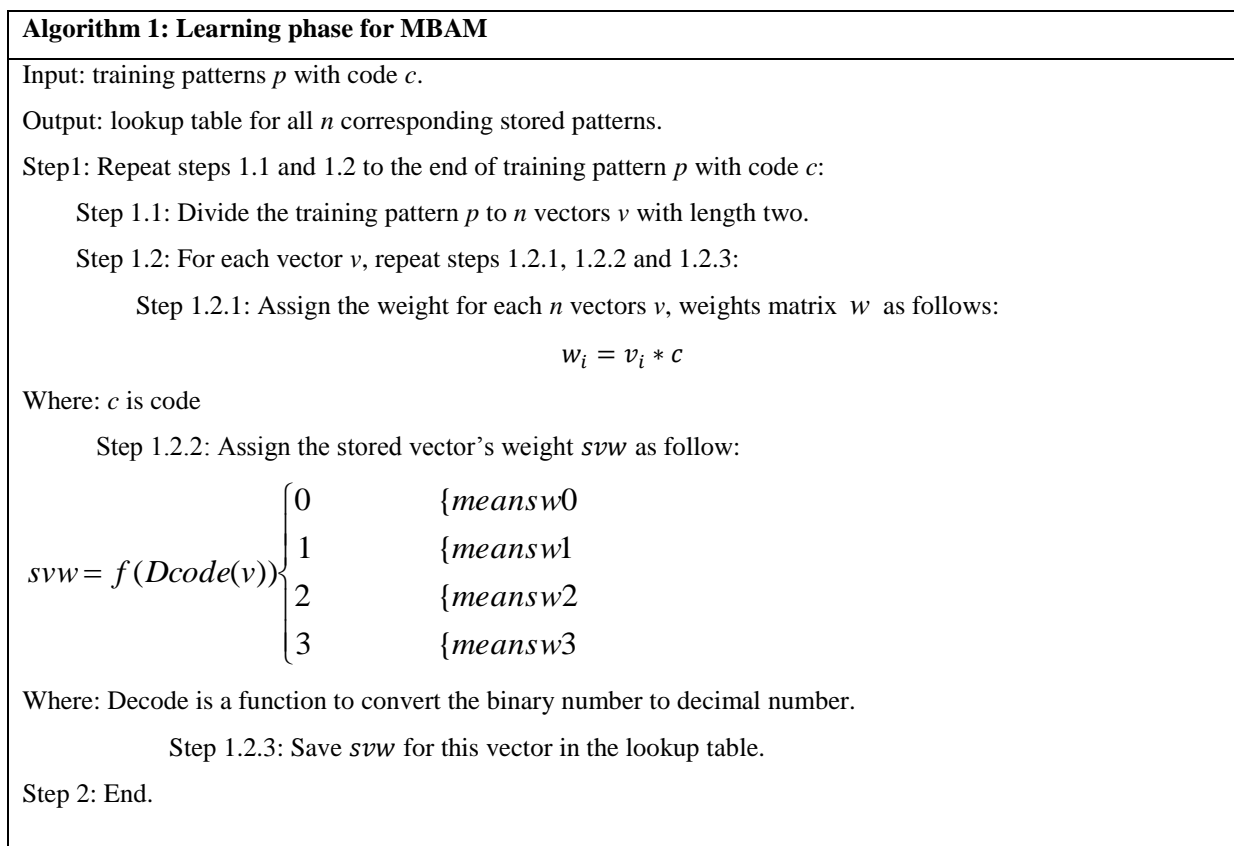 Algorithm 1: Learning phase for MBAM
Input: training patterns p with code c.
Output: lookup table for all n corresponding stored patterns.
Step1: Repeat steps 1.1 and 1.2 to the end of training pattern p with code c:
Step 1.1: Divide the training pattern p to n vectors v with length two.
Step 1.2: For each vector v, repeat steps 1.2.1, 1.2.2 and 1.2.3:
Step 1.2.1: Assign the weight for each n vectors v, weights matrix w as follows:
w_i = v_i * c
Where: c is code
Step 1.2.2: Assign the stored vector's weight svw as follow:
svw = f(Dcode(v)){
0 {meansw0
1 {meansw1
2 {meansw2
3 {meansw3
Where: Decode is a function to convert the binary number to decimal number.
Step 1.2.3: Save svw for this vector in the lookup table.
Step 2: End.